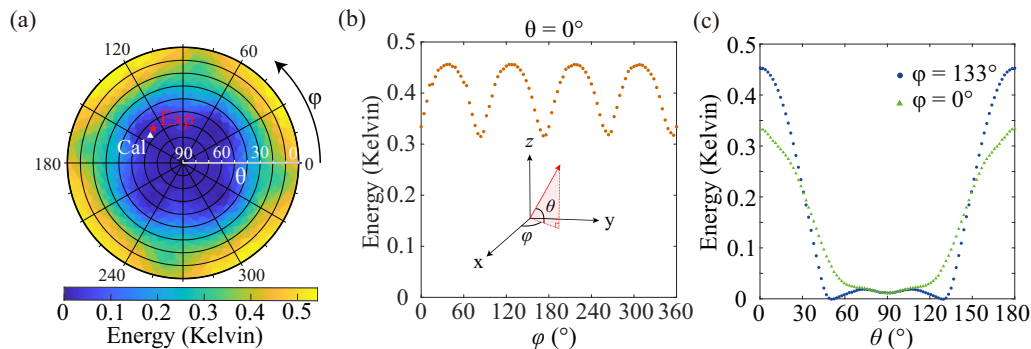 (a)
120
60
φ
Exp
Cal
180
90
60
30
0
0
θ
240
300
0 0.1 0.2 0.3 0.4 0.5
Energy (Kelvin)
(b)
θ = 0°
0.5
0.4
0.3
0.2
0.1
0
Energy (Kelvin)
z
θ
y
φ
x
0 60 120 180 240 300 360
φ (°)
(c)
0.5
0.4
0.3
0.2
0.1
0
Energy (Kelvin)
φ = 133°
φ = 0°
0 30 60 90 120 150 180
θ (°)